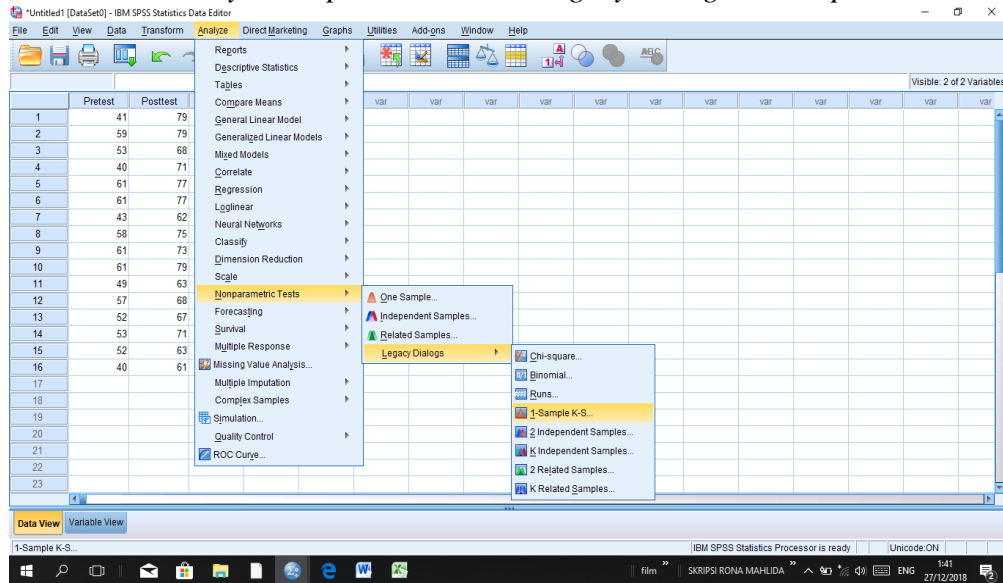 *Untitled1 [DataSet0] - IBM SPSS Statistics Data Editor
File Edit View Data Transform Analyze Direct Marketing Graphs Utilities Add-ons Window Help
Visible: 2 of 2 Variables
Pretest Posttest var var var var var var var var var var var
1 41 79
2 59 79
3 53 68
4 40 71
5 61 77
6 61 77
7 43 62
8 58 75
9 61 73
10 61 79
11 49 63
12 57 68
13 52 67
14 53 71
15 52 63
16 40 61
17
18
19
20
21
22
23
Reports
Descriptive Statistics
Tables
Compare Means
General Linear Model
Generalized Linear Models
Mixed Models
Correlate
Regression
Loglinear
Neural Networks
Classify
Dimension Reduction
Scale
Nonparametric Tests
Forecasting
Survival
Multiple Response
Missing Value Analysis...
Multiple Imputation
Complex Samples
Simulation...
Quality Control
ROC Curve...
One Sample...
Independent Samples...
Related Samples...
Legacy Dialogs
Chi-square...
Binomial...
Runs...
1-Sample K-S...
2 Independent Samples...
K Independent Samples...
2 Related Samples...
K Related Samples...
Data View Variable View
1-Sample K-S... IBM SPSS Statistics Processor is ready Unicode:ON
film » SKRIPSI RONA MAHLIDA » ENG 1:41
27/12/2018